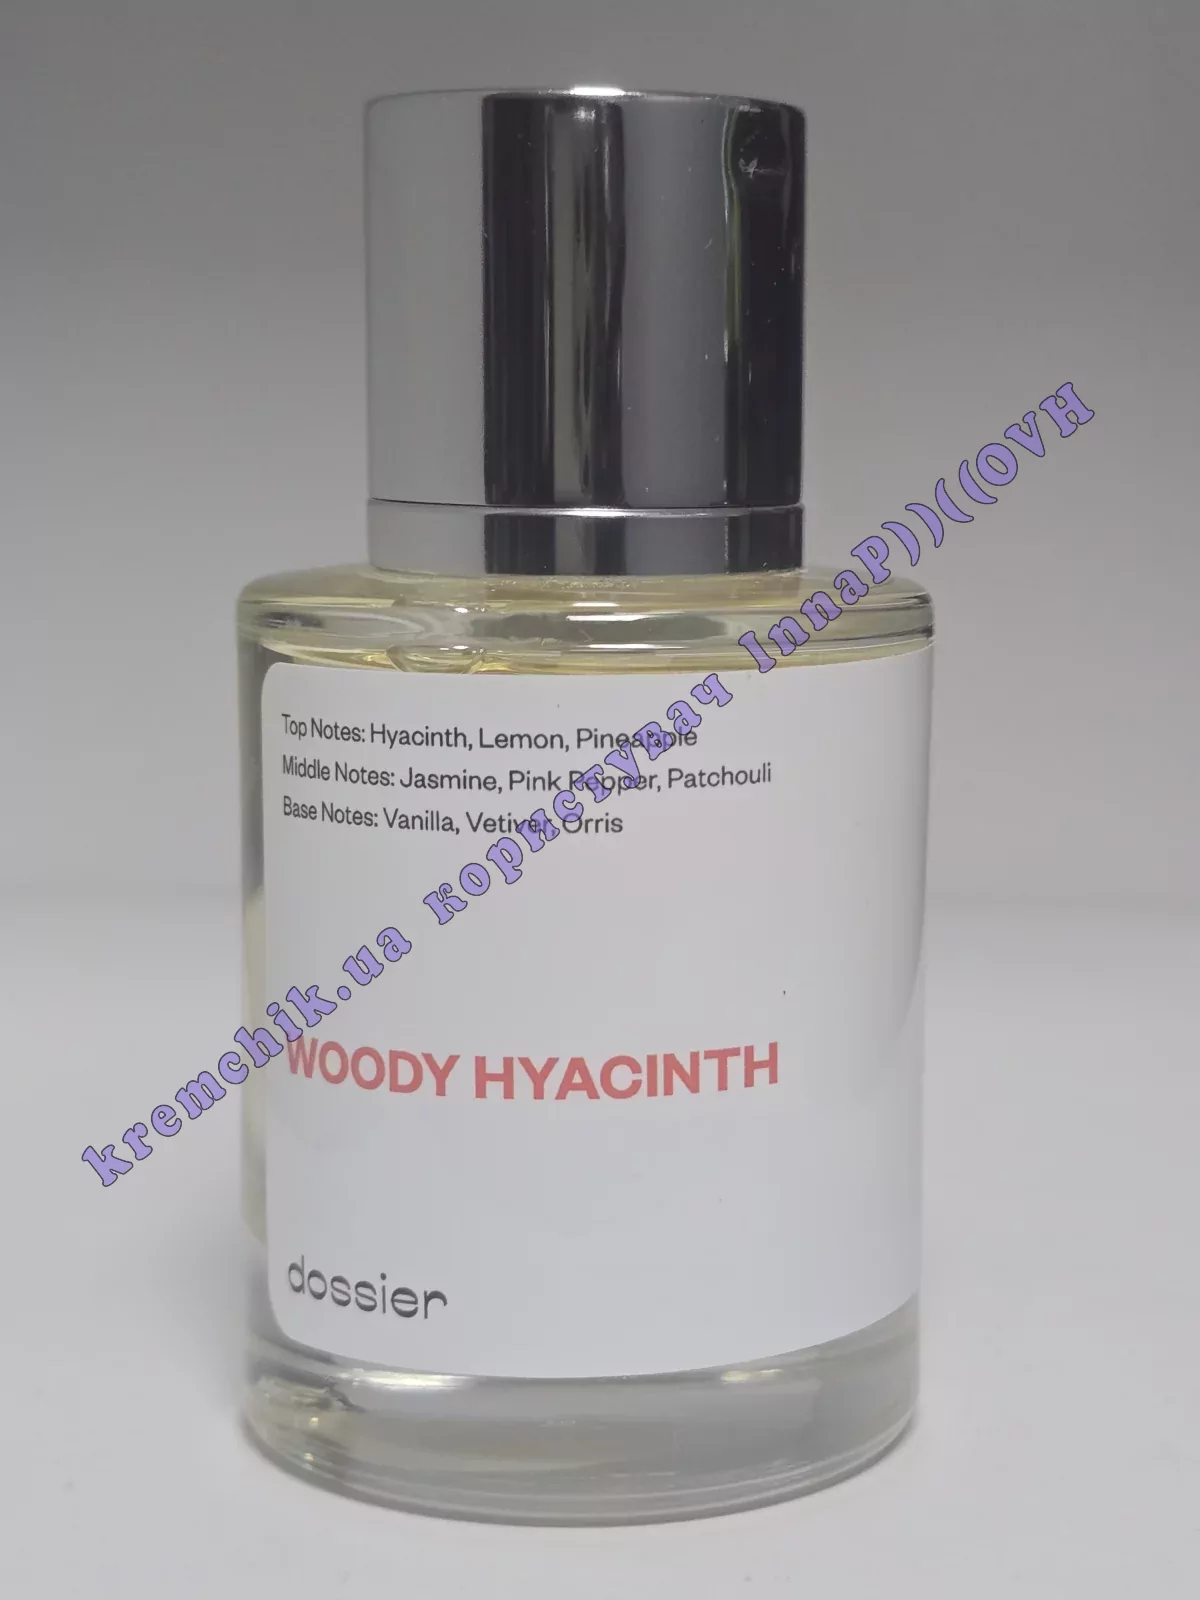 Top Notes: Hyacinth, Lemon, Pineapple
Middle Notes: Jasmine, Pink Pepper, Patchouli
Base Notes: Vanilla, Vetiver, Orris
WOODY HYACINTH
dossier
kremchik.ua користувач InnaP))((OVH